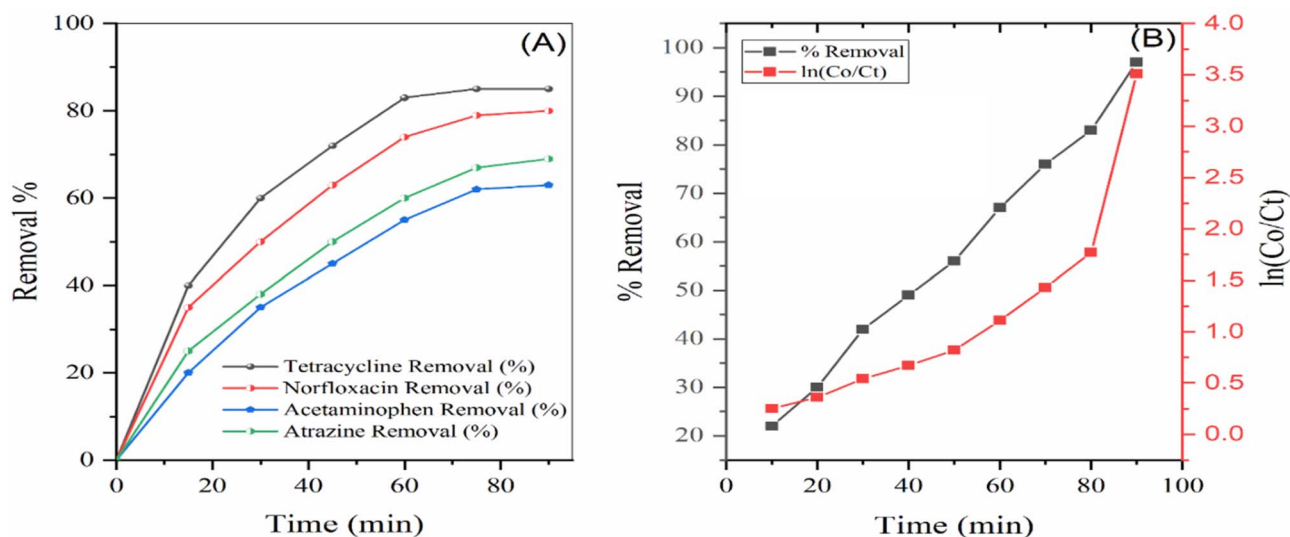 (A)
100
80
60
40
20
0
Removal %
Tetracycline Removal (%)
Norfloxacin Removal (%)
Acetaminophen Removal (%)
Atrazine Removal (%)
0 20 40 60 80
Time (min)
(B)
% Removal
ln(Co/Ct)
100
90
80
70
60
50
40
30
20
% Removal
4.0
3.5
3.0
2.5
2.0
1.5
1.0
0.5
0.0
ln(Co/Ct)
0 20 40 60 80 100
Time (min)